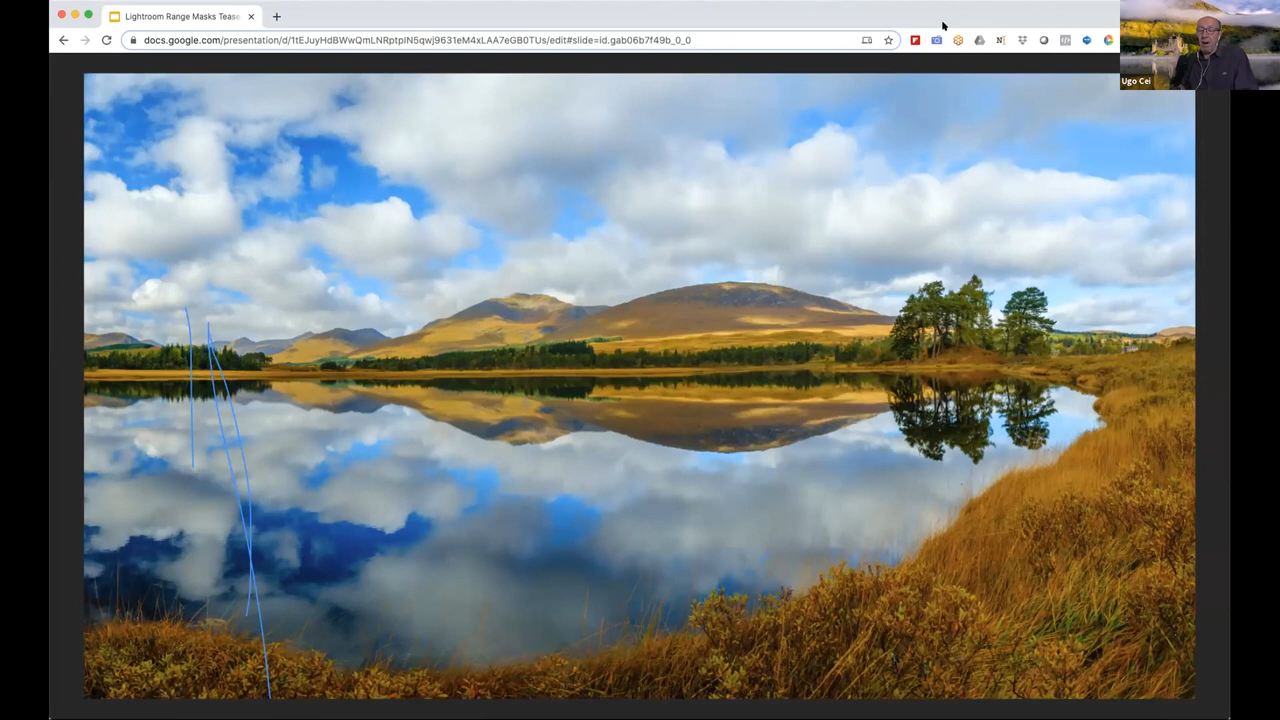 Lightroom Range Masks Tease
docs.google.com/presentation/d/1tEJuyHdBWwQmLNRptpIN5qwj9631eM4xLAA7eGB0TUs/edit#slide=id.gab06b7f49b_0_0
Ugo Cei